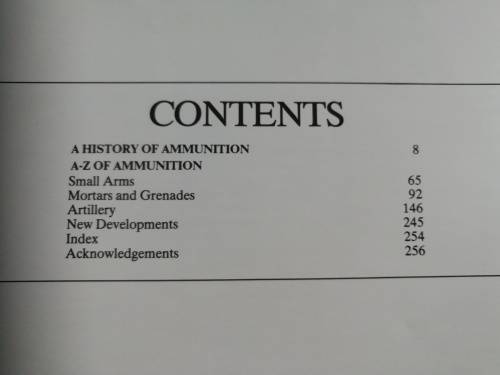 CONTENTS
A HISTORY OF AMMUNITION 8
A-Z OF AMMUNITION
Small Arms 65
Mortars and Grenades 92
Artillery 146
New Developments 245
Index 254
Acknowledgements 256